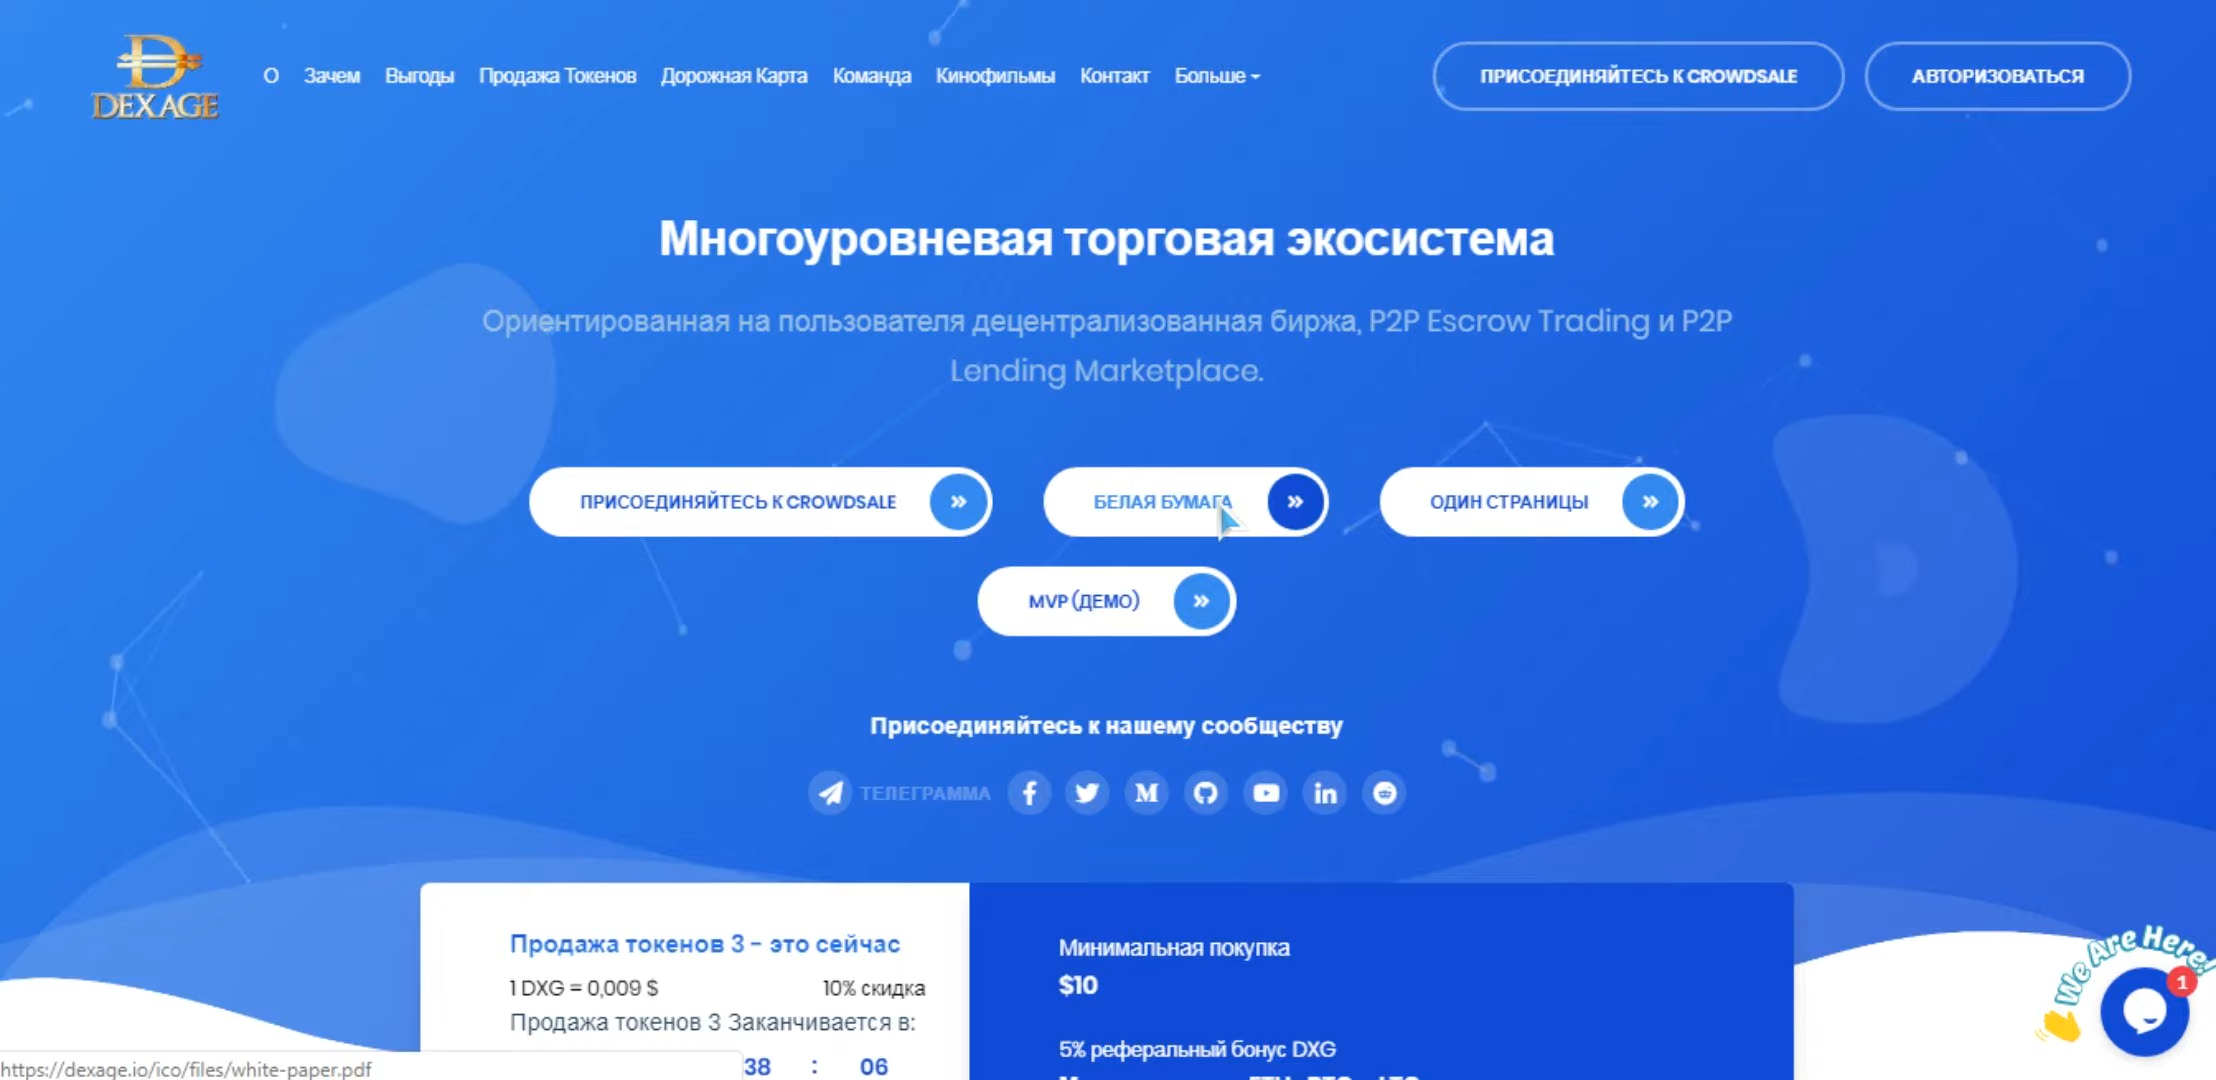 DEXAGE
О Зачем Выгоды Продажа Токенов Дорожная Карта Команда Кинофильмы Контакт Больше
ПРИСОЕДИНЯЙТЕСЬ К CROWDSALE
АВТОРИЗОВАТЬСЯ
Многоуровневая торговая экосистема
Ориентированная на пользователя децентрализованная биржа, P2P Escrow Trading и P2P
Lending Marketplace.
ПРИСОЕДИНЯЙТЕСЬ К CROWDSALE »
БЕЛАЯ БУМАГА »
ОДИН СТРАНИЦЫ »
MVP (ДЕМО) »
Присоединяйтесь к нашему сообществу
ТЕЛЕГРАММА
Продажа токенов 3 - это сейчас
1 DXG = 0,009 $ 10% скидка
Продажа токенов 3 Заканчивается в:
38 : 06
Минимальная покупка
$10
5% реферальный бонус DXG
We Are Here!
1
https://dexage.io/ico/files/white-paper.pdf